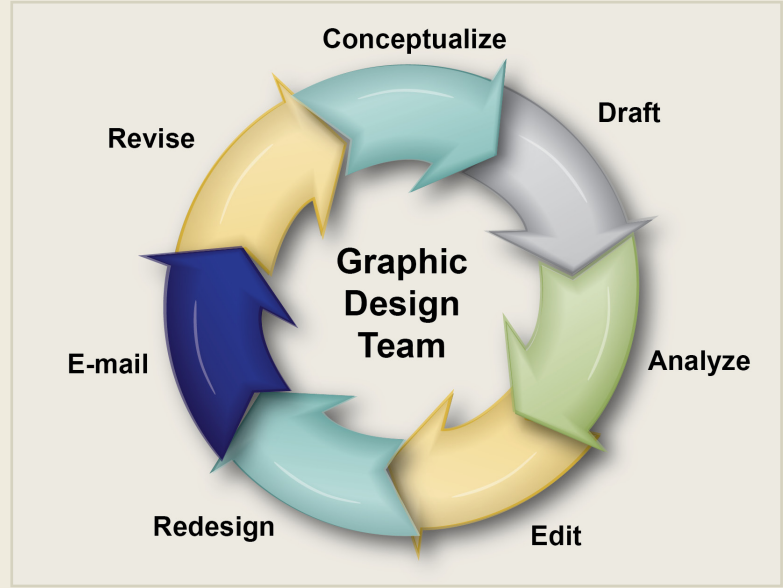 Conceptualize
Draft
Analyze
Edit
Redesign
E-mail
Revise
Graphic
Design
Team